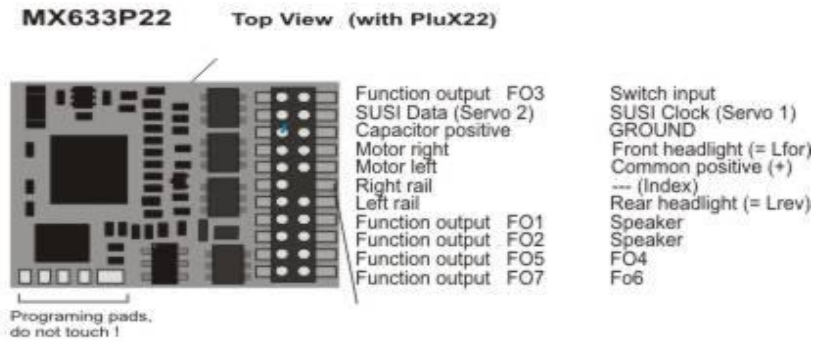 MX633P22 Top View (with PluX22)
Function output FO3 Switch input
SUSI Data (Servo 2) SUSI Clock (Servo 1)
Capacitor positive GROUND
Motor right Front headlight (= Lfor)
Motor left Common positive (+)
Right rail --- (Index)
Left rail Rear headlight (= Lrev)
Function output FO1 Speaker
Function output FO2 Speaker
Function output FO5 FO4
Function output FO7 Fo6
Programing pads,
do not touch !